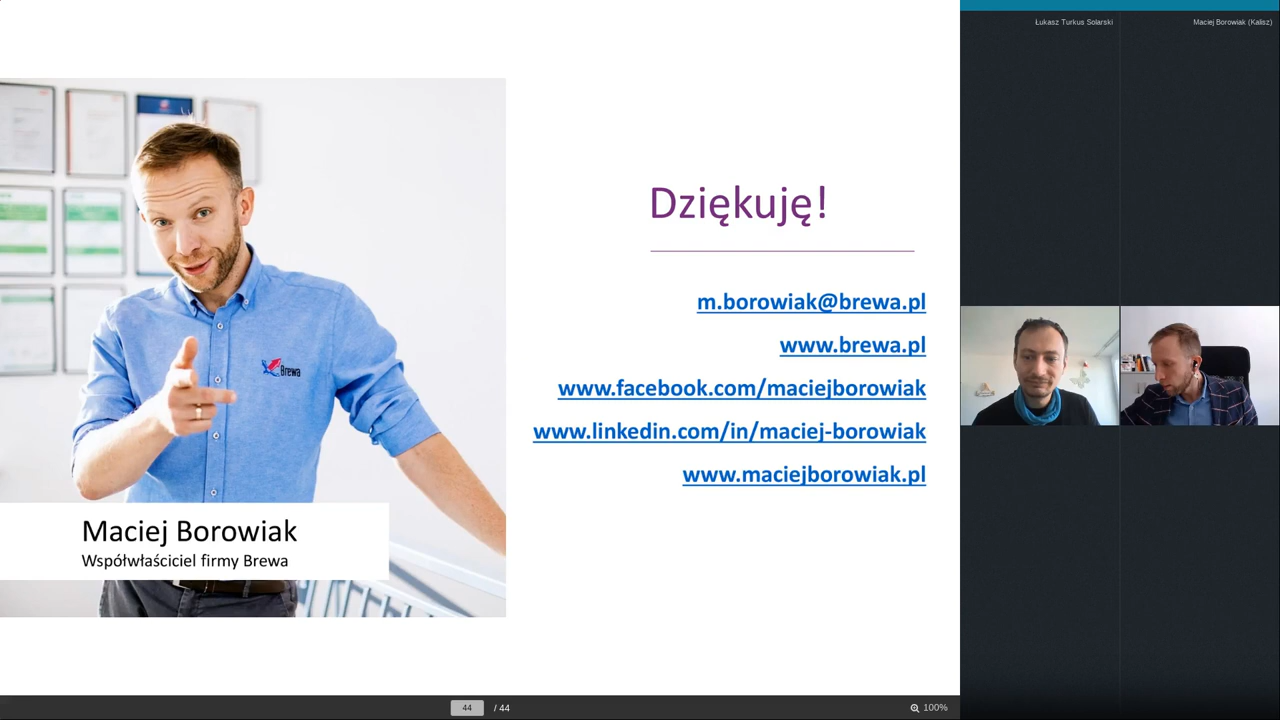 Łukasz Turkus Solarski
Maciej Borowiak (Kalisz)
Dziękuję!
m.borowiak@brewa.pl
www.brewa.pl
www.facebook.com/maciejborowiak
www.linkedin.com/in/maciej-borowiak
www.maciejborowiak.pl
Brewa
Maciej Borowiak
Współwłaściciel firmy Brewa
44 / 44
100%